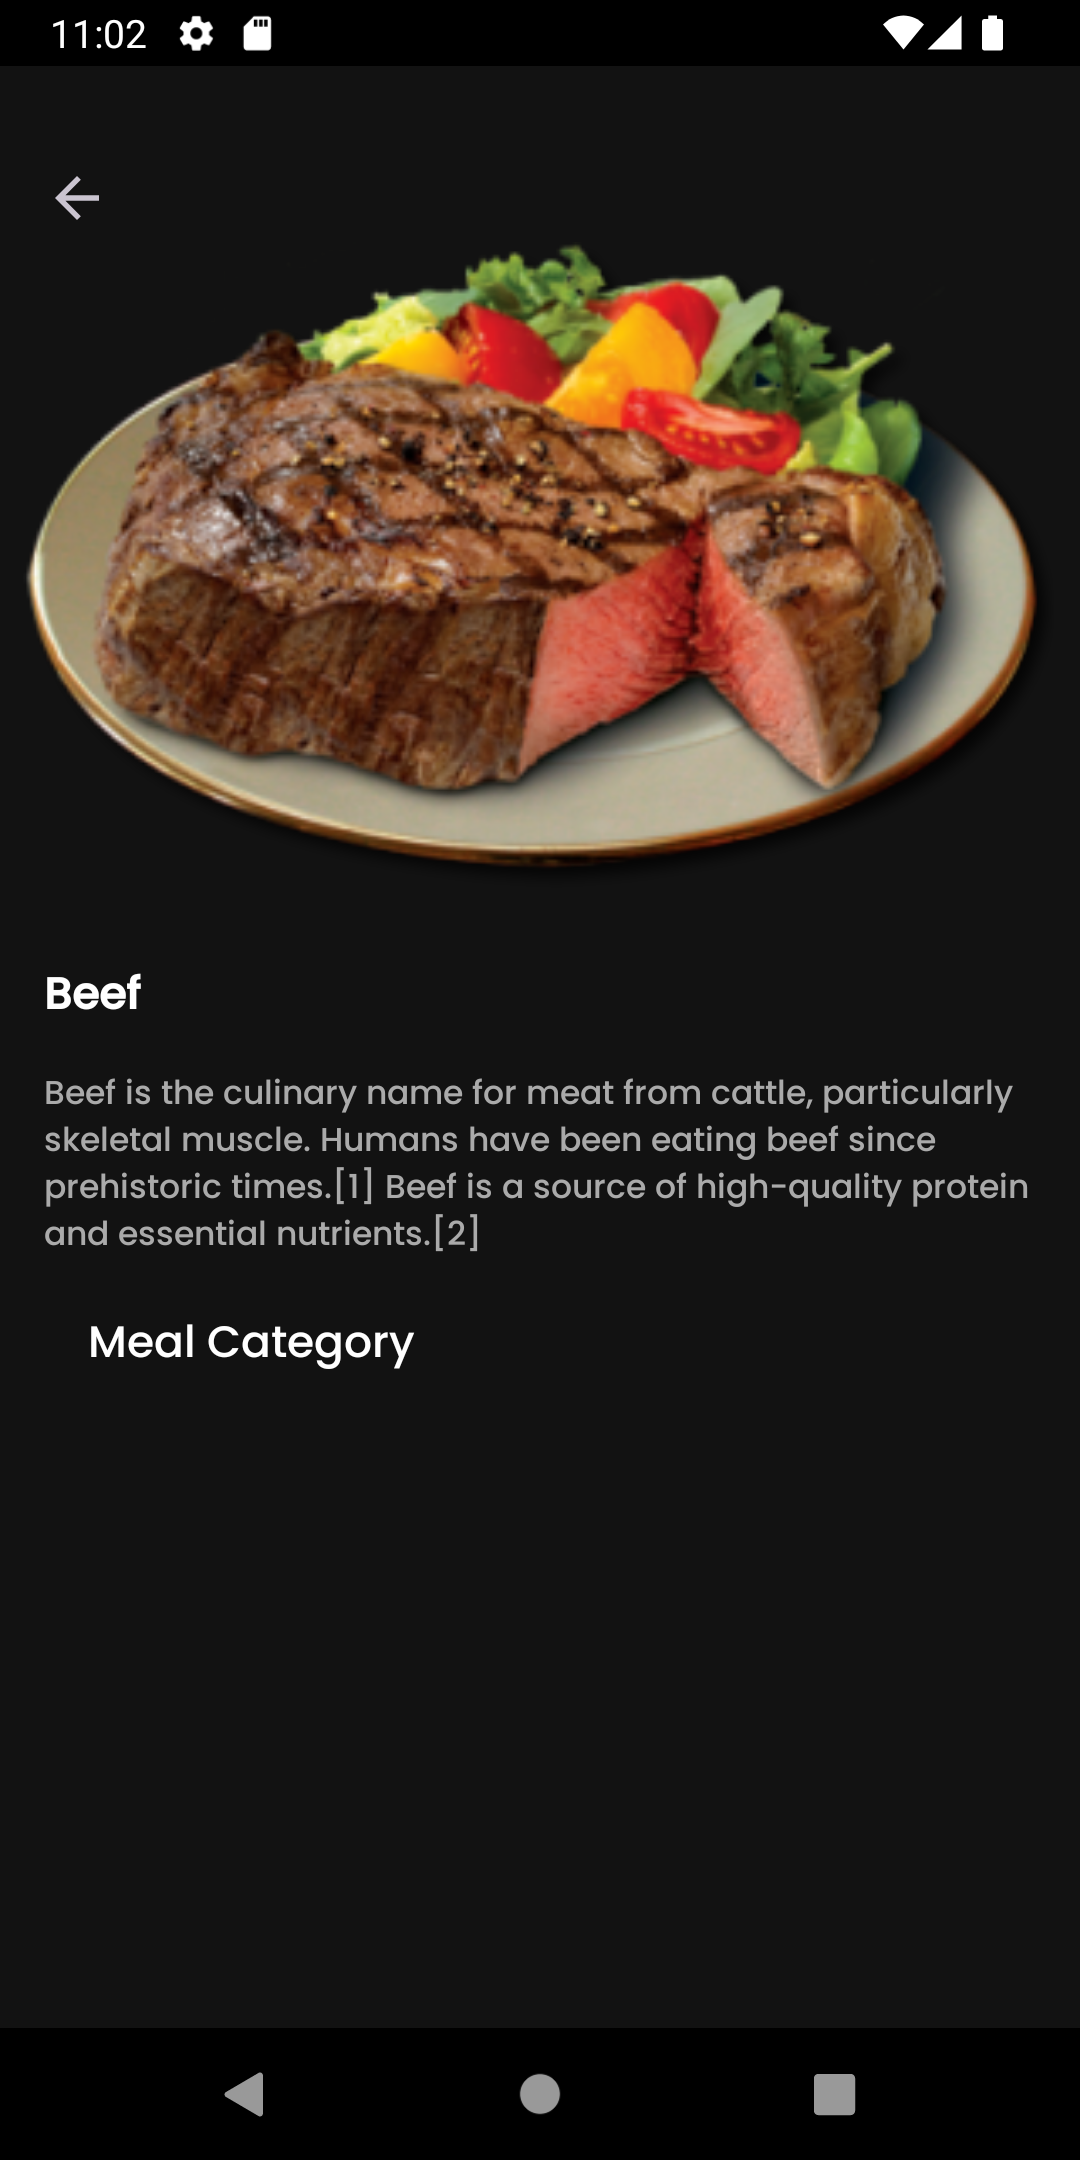 11:02
Beef
Beef is the culinary name for meat from cattle, particularly
skeletal muscle. Humans have been eating beef since
prehistoric times.[1] Beef is a source of high-quality protein
and essential nutrients.[2]
Meal Category